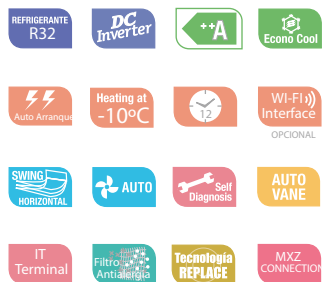 REFRIGERANTE
R32
DC
Inverter
++A
Econo Cool
Auto Arranque
Heating at
-10ºC
12
WI-FI
Interface
OPCIONAL
SWING
HORIZONTAL
AUTO
Self
Diagnosis
AUTO
VANE
IT
Terminal
Filtro
Antialergia
Tecnología
REPLACE
MXZ
CONNECTION